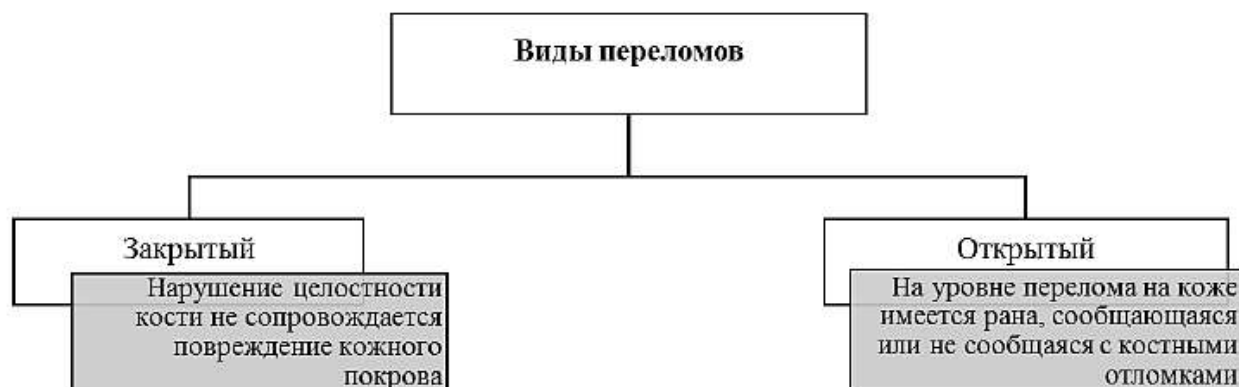 Виды переломов
Закрытый
Нарушение целостности
кости не сопровождается
повреждение кожного
покрова
Открытый
На уровне перелома на коже
имеется рана, сообщающаяся
или не сообщаяся с костными
отломками